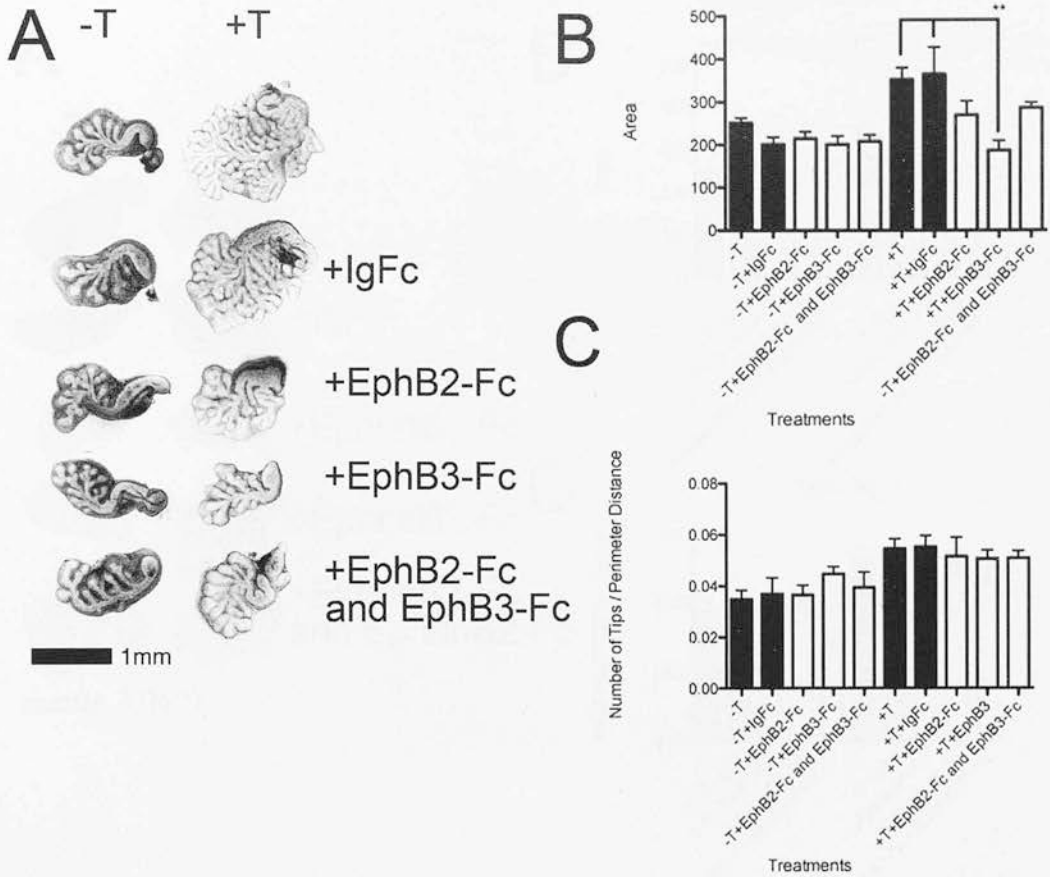 A
-T
+T
+IgFc
+EphB2-Fc
+EphB3-Fc
+EphB2-Fc
and EphB3-Fc
1mm
B
**
Area
500
400
300
200
100
0
-T
-T+IgFc
-T+EphB2-Fc
-T+EphB3-Fc
-T+EphB2-Fc and EphB3-Fc
+T
+T+IgFc
+T+EphB2-Fc
+T+EphB3-Fc
-T+EphB2-Fc and EphB3-Fc
Treatments
C
Number of Tips / Perimeter Distance
0.08
0.06
0.04
0.02
0.00
-T
-T+IgFc
-T+EphB2-Fc
-T+EphB3-Fc
-T+EphB2-Fc and EphB3-Fc
+T
+T+IgFc
+T+EphB2-Fc
+T+EphB3
+T+EphB2-Fc and EphB3-Fc
Treatments